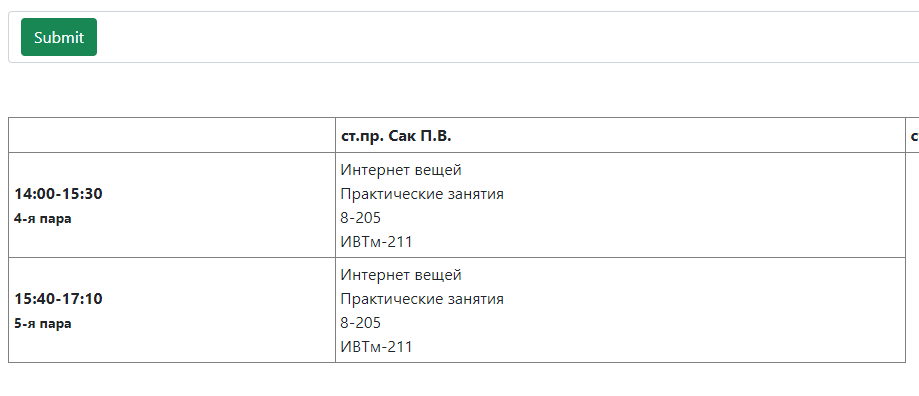 Submit
ст.пр. Сак П.В.
с
14:00-15:30
4-я пара
Интернет вещей
Практические занятия
8-205
ИВТм-211
15:40-17:10
5-я пара
Интернет вещей
Практические занятия
8-205
ИВТм-211